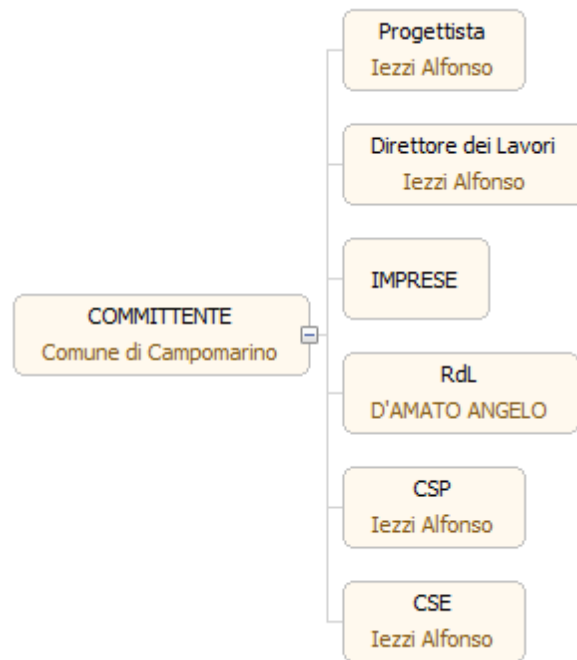 Progettista
Iezzi Alfonso
Direttore dei Lavori
Iezzi Alfonso
IMPRESE
COMMITTENTE
Comune di Campomarino
RdL
D'AMATO ANGELO
CSP
Iezzi Alfonso
CSE
Iezzi Alfonso